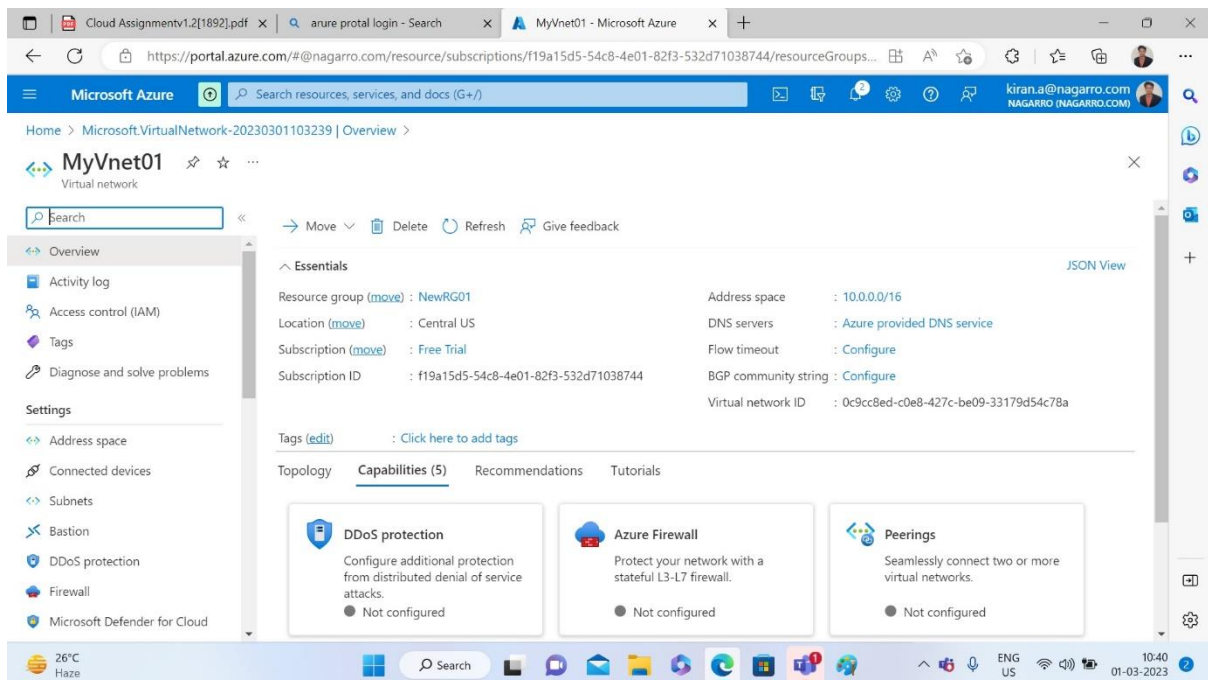 Cloud Assignmentv1.2[1892].pdf
arure protal login - Search
MyVnet01 - Microsoft Azure
https://portal.azure.com/#@nagarro.com/resource/subscriptions/f19a15d5-54c8-4e01-82f3-532d71038744/resourceGroups...
Microsoft Azure
Search resources, services, and docs (G+/)
2
kiran.a@nagarro.com
NAGARRO (NAGARRO.COM)
Home > Microsoft.VirtualNetwork-20230301103239 | Overview >
MyVnet01
Virtual network
Search
Overview
Activity log
Access control (IAM)
Tags
Diagnose and solve problems
Settings
Address space
Connected devices
Subnets
Bastion
DDoS protection
Firewall
Microsoft Defender for Cloud
Move
Delete
Refresh
Give feedback
Essentials
JSON View
Resource group (move) : NewRG01
Location (move) : Central US
Subscription (move) : Free Trial
Subscription ID : f19a15d5-54c8-4e01-82f3-532d71038744
Address space : 10.0.0.0/16
DNS servers : Azure provided DNS service
Flow timeout : Configure
BGP community string : Configure
Virtual network ID : 0c9cc8ed-c0e8-427c-be09-33179d54c78a
Tags (edit) : Click here to add tags
Topology
Capabilities (5)
Recommendations
Tutorials
DDoS protection
Configure additional protection
from distributed denial of service
attacks.
Not configured
Azure Firewall
Protect your network with a
stateful L3-L7 firewall.
Not configured
Peerings
Seamlessly connect two or more
virtual networks.
Not configured
26°C
Haze
Search
ENG
US
10:40
01-03-2023
2